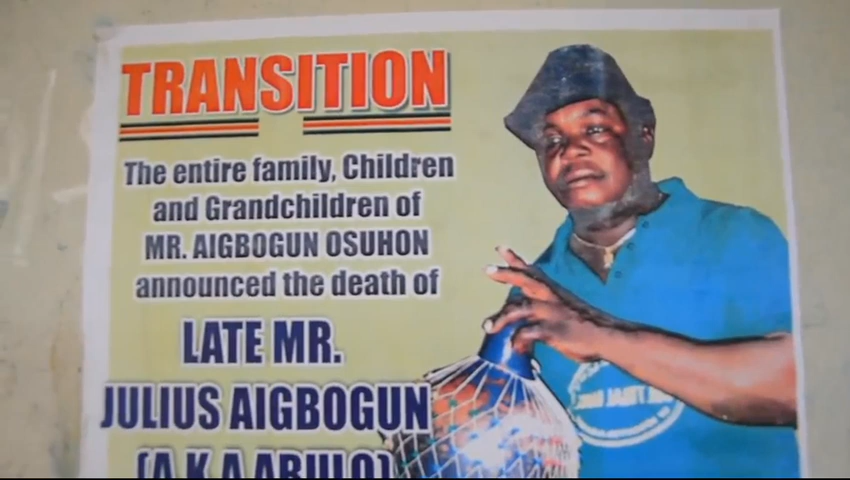 TRANSITION
The entire family, Children
and Grandchildren of
MR. AIGBOGUN OSUHON
announced the death of
LATE MR.
JULIUS AIGBOGUN
(A.K.A ARULO)